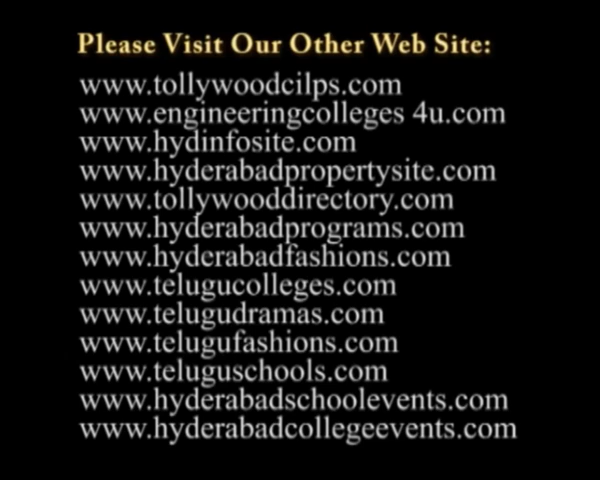 Please Visit Our Other Web Site:
www.tollywoodcilps.com
www.engineeringcolleges 4u.com
www.hydinfosite.com
www.hyderabadpropertysite.com
www.tollywooddirectory.com
www.hyderabadprograms.com
www.hyderabadfashions.com
www.telugucolleges.com
www.telugudramas.com
www.telugufashions.com
www.teluguschools.com
www.hyderabadschoolevents.com
www.hyderabadcollegeevents.com